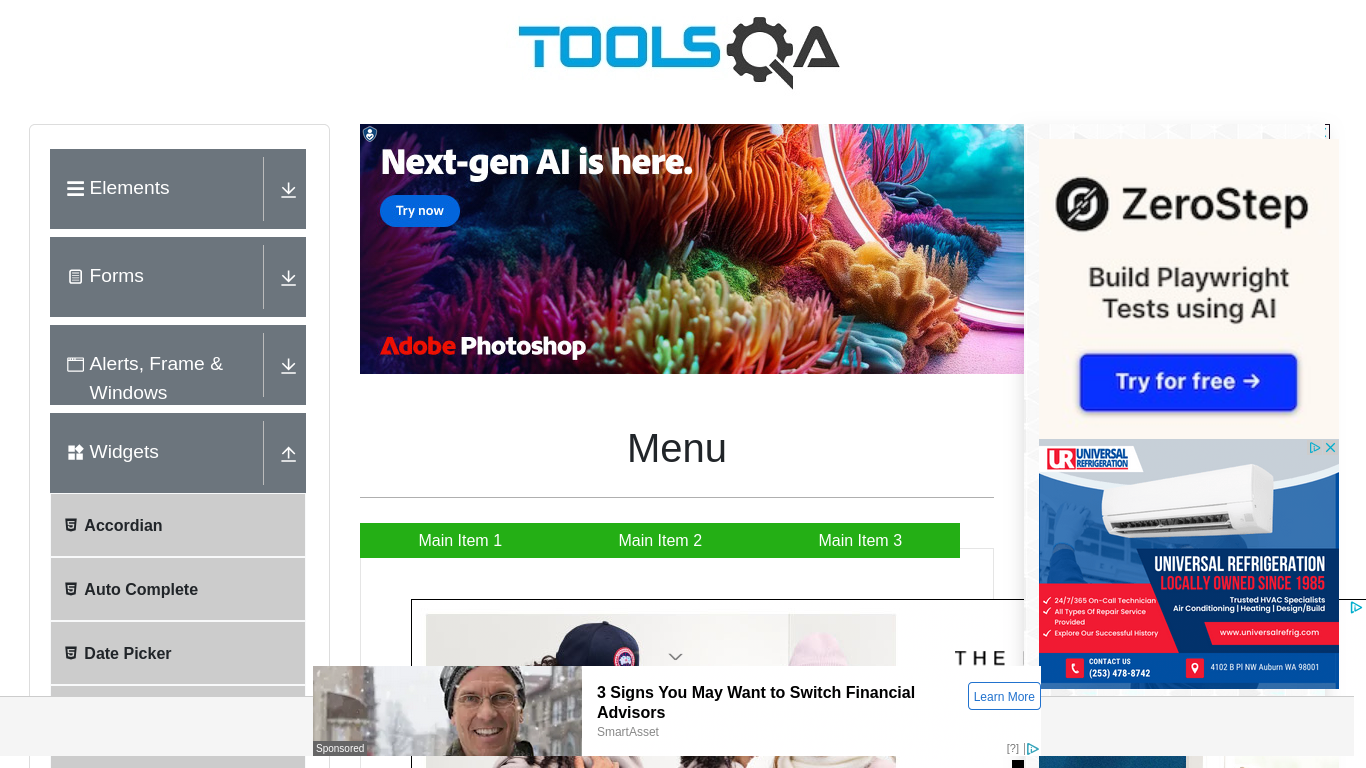 TOOLSQA
Elements
Forms
Alerts, Frame &
Windows
Widgets
Accordian
Auto Complete
Date Picker
Next-gen AI is here.
Try now
Adobe Photoshop
Menu
Main Item 1
Main Item 2
Main Item 3
THE
3 Signs You May Want to Switch Financial
Advisors
SmartAsset
Learn More
Sponsored
[?]
ZeroStep
Build Playwright
Tests using AI
Try for free →
UR UNIVERSAL
REFRIGERATION
UNIVERSAL REFRIGERATION
LOCALLY OWNED SINCE 1985
24/7/365 On-Call Technician
All Types Of Repair Service
Provided
Explore Our Successful History
Trusted HVAC Specialists
Air Conditioning | Heating | Design/Build
www.universalrefrig.com
CONTACT US
(253) 478-8742
4102 B Pl NW Auburn WA 98001